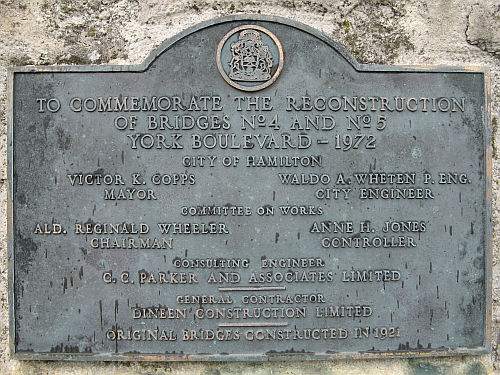 TO COMMEMORATE THE RECONSTRUCTION
OF BRIDGES No4 AND No5
YORK BOULEVARD - 1972
CITY OF HAMILTON
VICTOR K. COPPS
MAYOR
WALDO A. WHETEN P. ENG.
CITY ENGINEER
COMMITTEE ON WORKS
ALD. REGINALD WHEELER
CHAIRMAN
ANNE H. JONES
CONTROLLER
CONSULTING ENGINEER
C. C. PARKER AND ASSOCIATES LIMITED
GENERAL CONTRACTOR
DINEEN CONSTRUCTION LIMITED
ORIGINAL BRIDGES CONSTRUCTED IN 1921